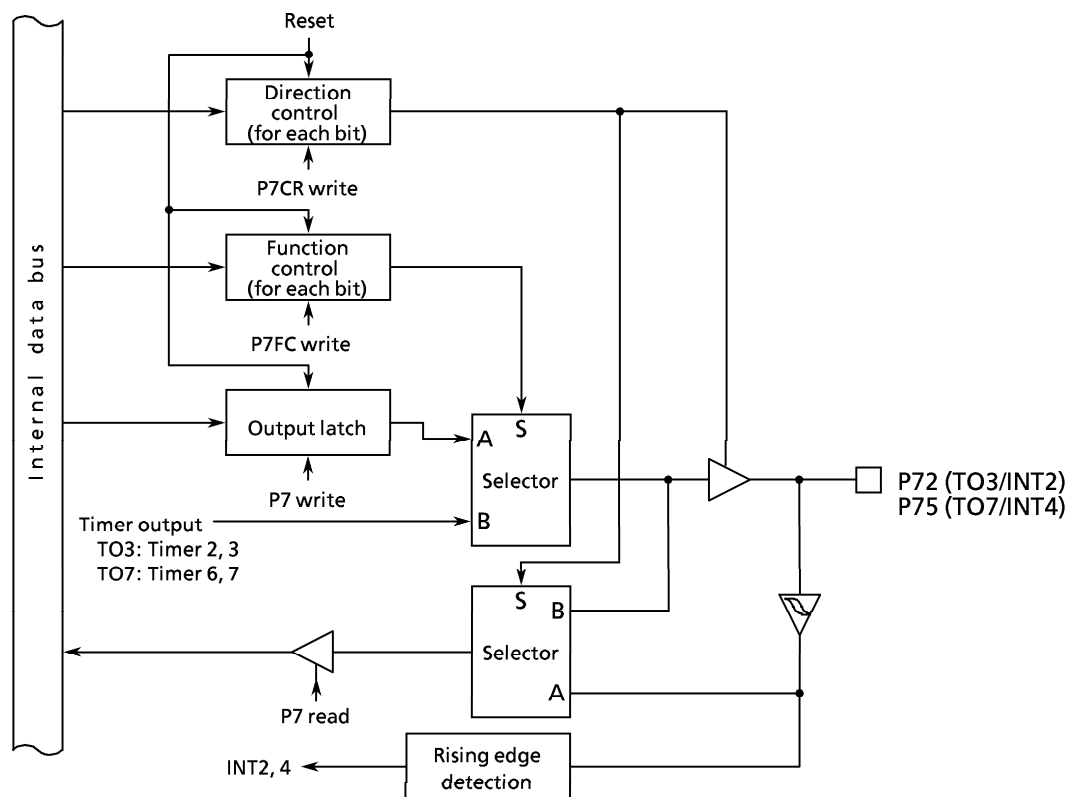 Reset
Direction
control
(for each bit)
P7CR write
Function
control
(for each bit)
P7FC write
Internal data bus
Output latch
P7 write
S
A
Selector
B
Timer output
TO3: Timer 2, 3
TO7: Timer 6, 7
P72 (TO3/INT2)
P75 (TO7/INT4)
S
B
Selector
A
P7 read
Rising edge
detection
INT2, 4